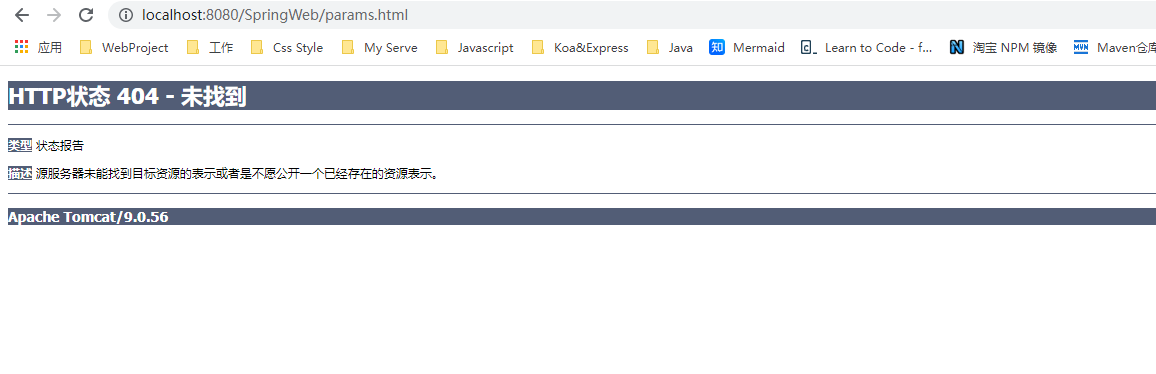 localhost:8080/SpringWeb/params.html
应用 WebProject 工作 Css Style My Serve Javascript Koa&Express Java 知 Mermaid Learn to Code - f... N 淘宝 NPM 镜像 MVN Maven仓
HTTP状态 404 - 未找到
类型 状态报告
描述 源服务器未能找到目标资源的表示或者是不愿公开一个已经存在的资源表示。
Apache Tomcat/9.0.56